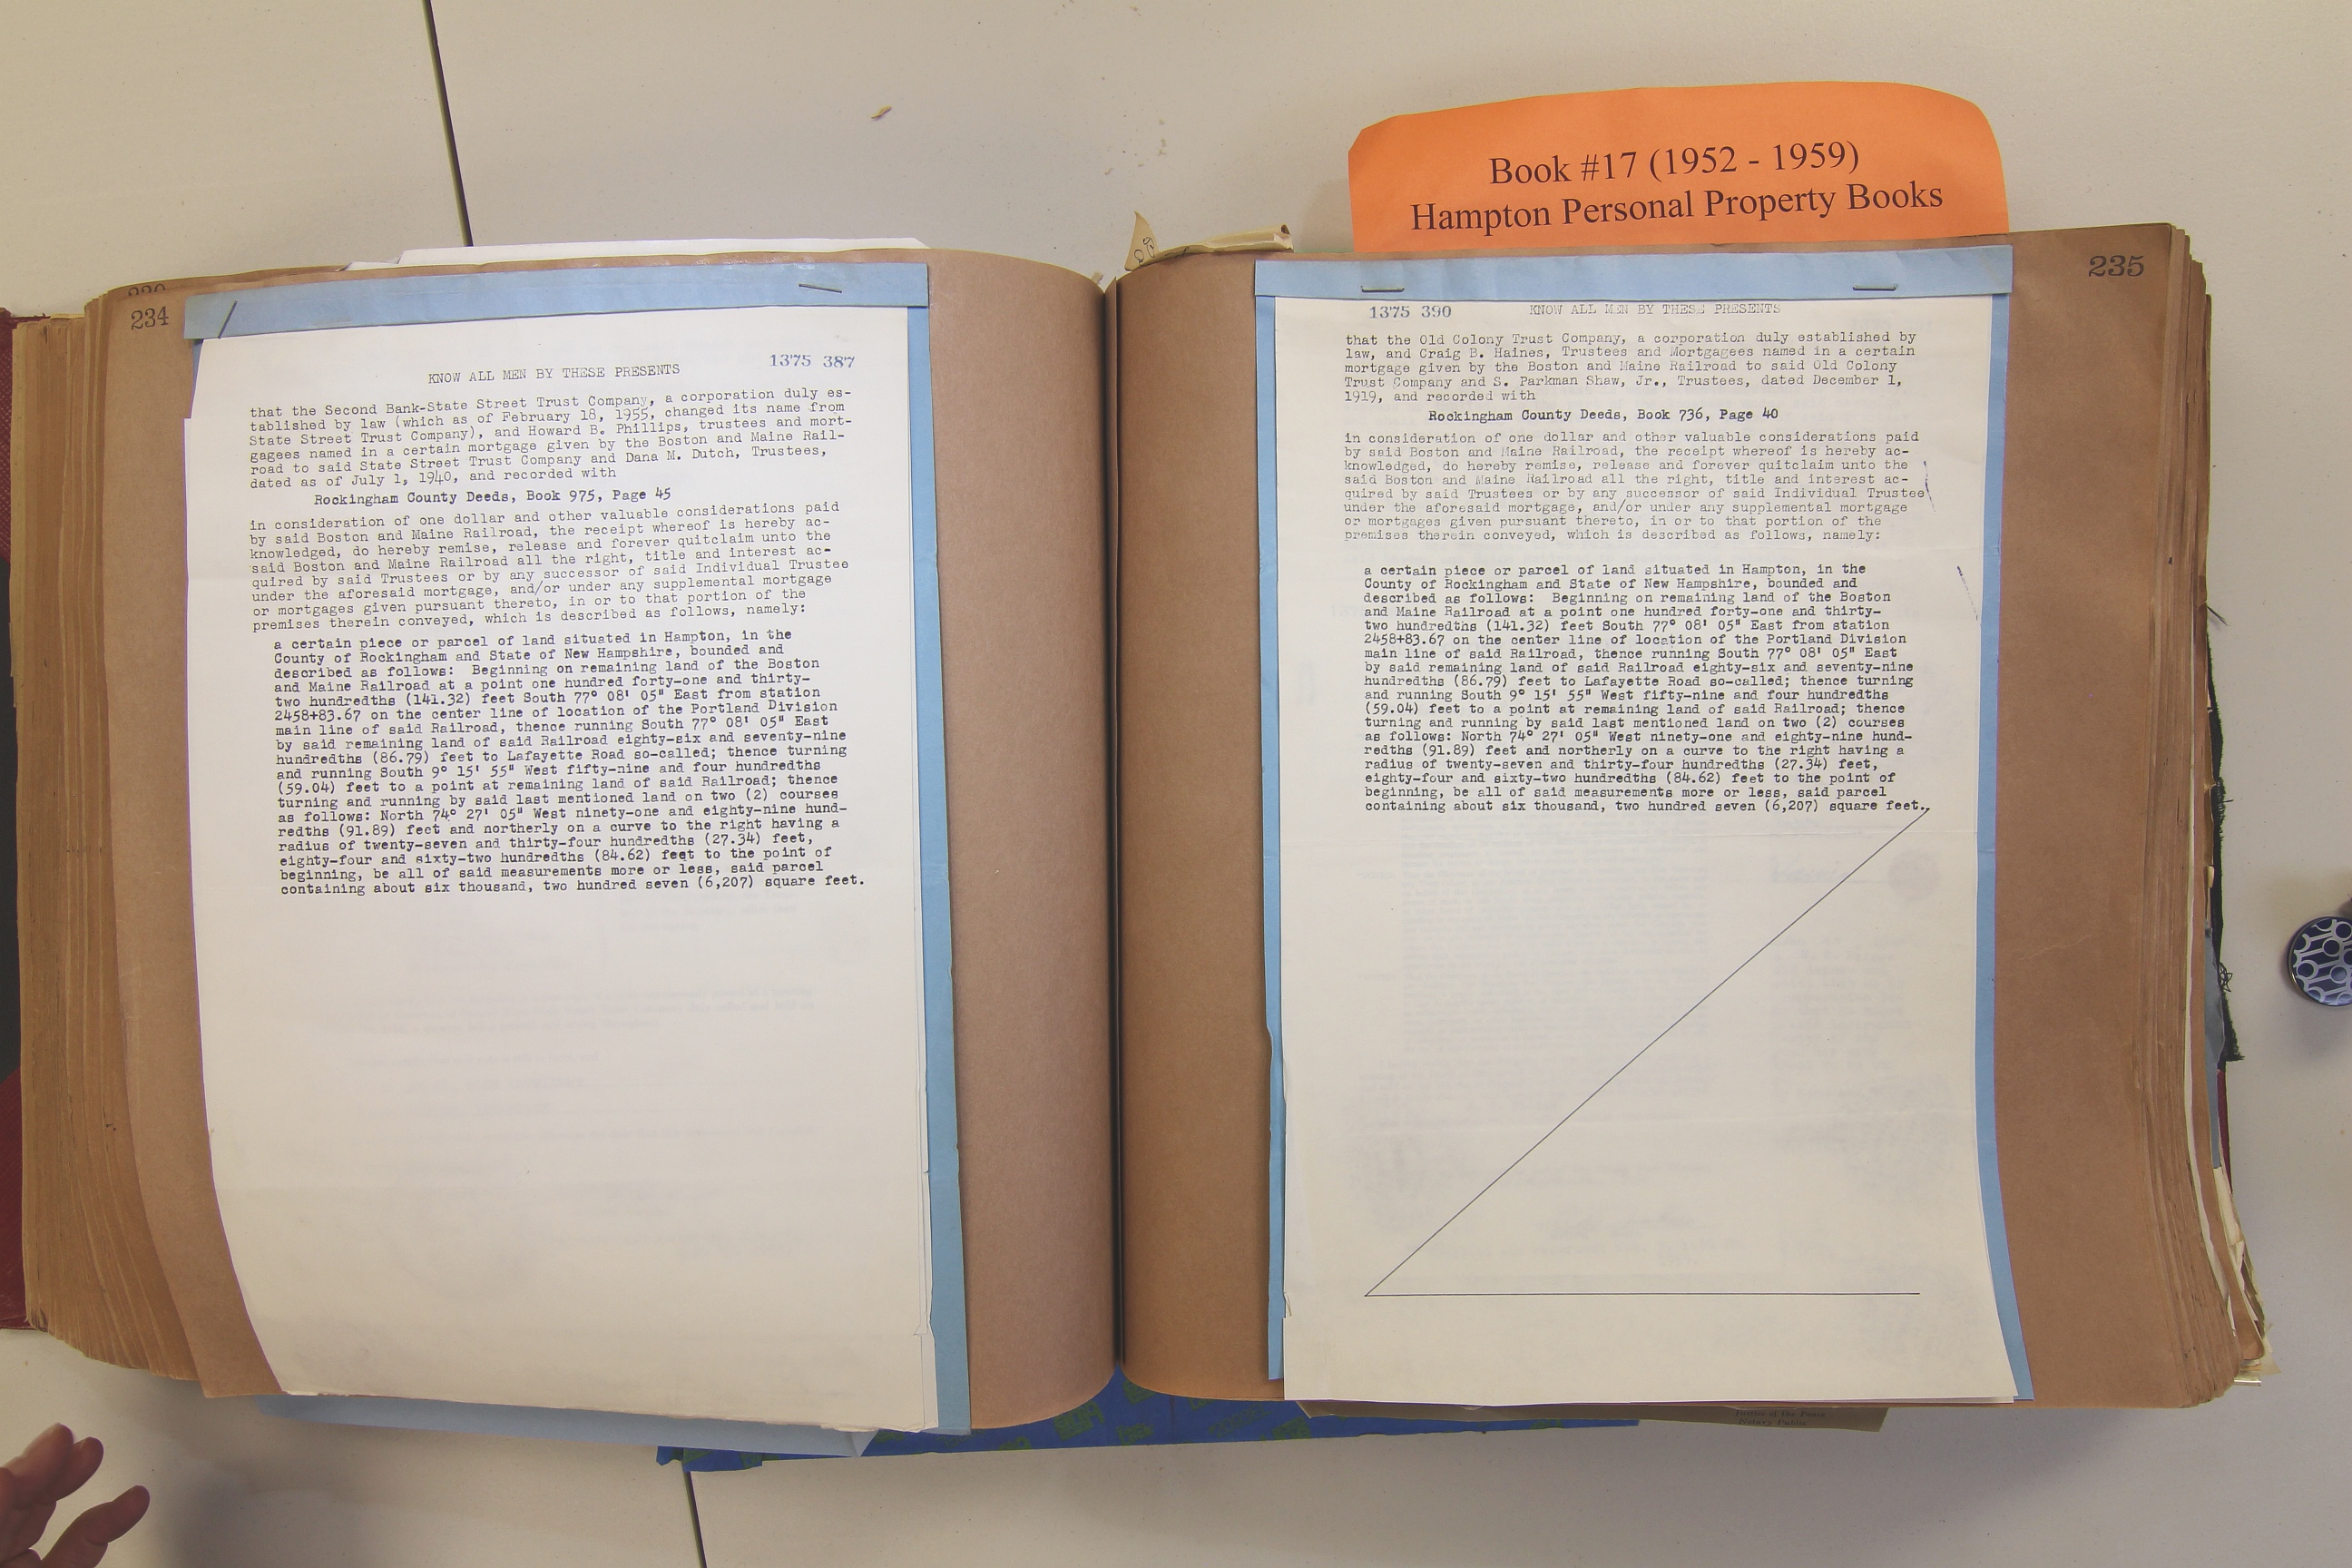 Book #17 (1952 - 1959)
Hampton Personal Property Books
234
1375 387
KNOW ALL MEN BY THESE PRESENTS
that the Second Bank-State Street Trust Company, a corporation duly es-
tablished by law (which as of February 18, 1955, changed its name from
State Street Trust Company), and Howard B. Phillips, trustees and mort-
gagees named in a certain mortgage given by the Boston and Maine Rail-
road to said State Street Trust Company and Dana M. Dutch, Trustees,
dated as of July 1, 1940, and recorded with
Rockingham County Deeds, Book 975, Page 45
in consideration of one dollar and other valuable considerations paid
by said Boston and Maine Railroad, the receipt whereof is hereby ac-
knowledged, do hereby remise, release and forever quitclaim unto the
said Boston and Maine Railroad all the right, title and interest ac-
quired by said Trustees or by any successor of said Individual Trustee
under the aforesaid mortgage, and/or under any supplemental mortgage
or mortgages given pursuant thereto, in or to that portion of the
premises therein conveyed, which is described as follows, namely:
a certain piece or parcel of land situated in Hampton, in the
County of Rockingham and State of New Hampshire, bounded and
described as follows: Beginning on remaining land of the Boston
and Maine Railroad at a point one hundred forty-one and thirty-
two hundredths (141.32) feet South 77° 08' 05" East from station
2458+83.67 on the center line of location of the Portland Division
main line of said Railroad, thence running South 77° 08' 05" East
by said remaining land of said Railroad eighty-six and seventy-nine
hundredths (86.79) feet to Lafayette Road so-called; thence turning
and running South 9° 15' 55" West fifty-nine and four hundredths
(59.04) feet to a point at remaining land of said Railroad; thence
turning and running by said last mentioned land on two (2) courses
as follows: North 74° 27' 05" West ninety-one and eighty-nine hund-
redths (91.89) feet and northerly on a curve to the right having a
radius of twenty-seven and thirty-four hundredths (27.34) feet,
eighty-four and sixty-two hundredths (84.62) feet to the point of
beginning, be all of said measurements more or less, said parcel
containing about six thousand, two hundred seven (6,207) square feet.
235
1375 390
KNOW ALL MEN BY THESE PRESENTS
that the Old Colony Trust Company, a corporation duly established by
law, and Craig B. Haines, Trustees and Mortgagees named in a certain
mortgage given by the Boston and Maine Railroad to said Old Colony
Trust Company and S. Parkman Shaw, Jr., Trustees, dated December 1,
1919, and recorded with
Rockingham County Deeds, Book 736, Page 40
in consideration of one dollar and other valuable considerations paid
by said Boston and Maine Railroad, the receipt whereof is hereby ac-
knowledged, do hereby remise, release and forever quitclaim unto the
said Boston and Maine Railroad all the right, title and interest ac-
quired by said Trustees or by any successor of said Individual Trustee
under the aforesaid mortgage, and/or under any supplemental mortgage
or mortgages given pursuant thereto, in or to that portion of the
premises therein conveyed, which is described as follows, namely:
a certain piece or parcel of land situated in Hampton, in the
County of Rockingham and State of New Hampshire, bounded and
described as follows: Beginning on remaining land of the Boston
and Maine Railroad at a point one hundred forty-one and thirty-
two hundredths (141.32) feet South 77° 08' 05" East from station
2458+83.67 on the center line of location of the Portland Division
main line of said Railroad, thence running South 77° 08' 05" East
by said remaining land of said Railroad eighty-six and seventy-nine
hundredths (86.79) feet to Lafayette Road so-called; thence turning
and running South 9° 15' 55" West fifty-nine and four hundredths
(59.04) feet to a point at remaining land of said Railroad; thence
turning and running by said last mentioned land on two (2) courses
as follows: North 74° 27' 05" West ninety-one and eighty-nine hund-
redths (91.89) feet and northerly on a curve to the right having a
radius of twenty-seven and thirty-four hundredths (27.34) feet,
eighty-four and sixty-two hundredths (84.62) feet to the point of
beginning, be all of said measurements more or less, said parcel
containing about six thousand, two hundred seven (6,207) square feet.
Notary Public